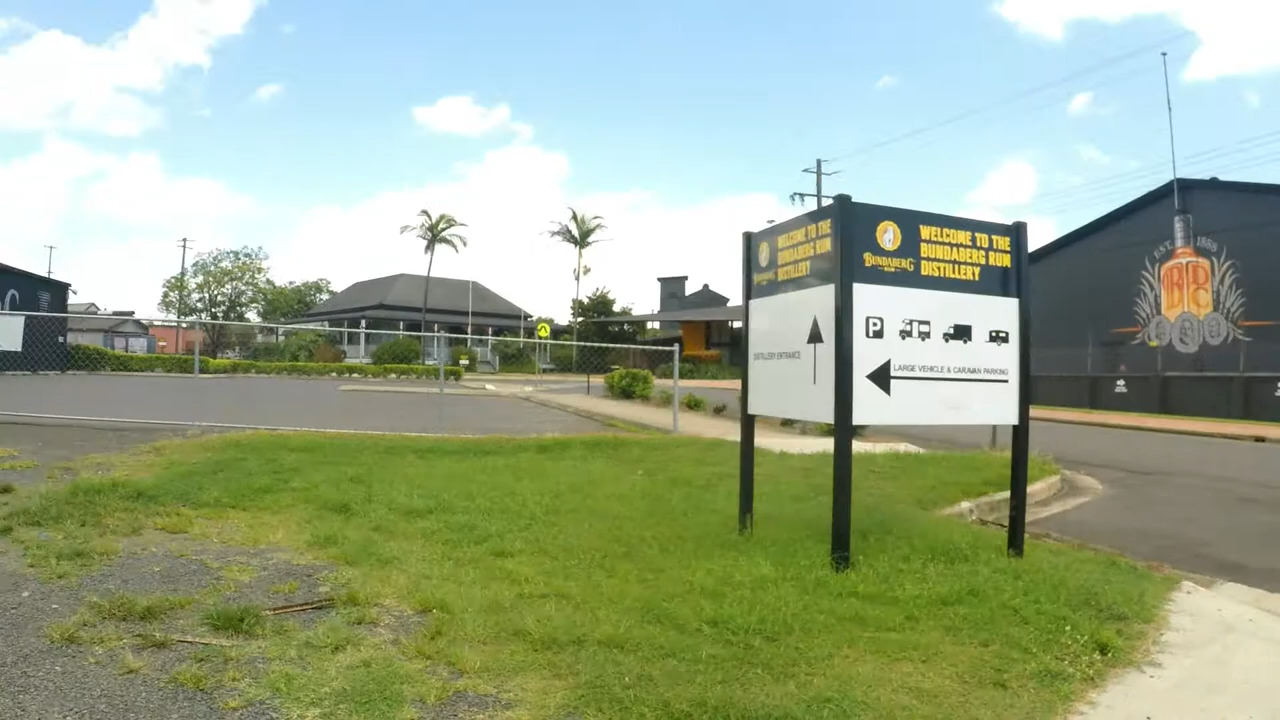 WELCOME TO THE
BUNDABERG RUM
DISTILLERY
DISTILLERY ENTRANCE
BUNDABERG
RUM
WELCOME TO THE
BUNDABERG RUM
DISTILLERY
P
LARGE VEHICLE & CARAVAN PARKING
EST. 1888